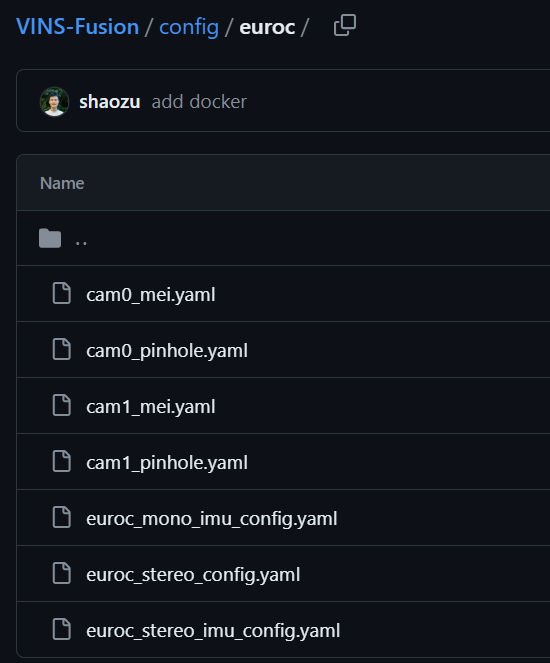 VINS-Fusion / config / euroc /
shaozu add docker
Name
..
cam0_mei.yaml
cam0_pinhole.yaml
cam1_mei.yaml
cam1_pinhole.yaml
euroc_mono_imu_config.yaml
euroc_stereo_config.yaml
euroc_stereo_imu_config.yaml